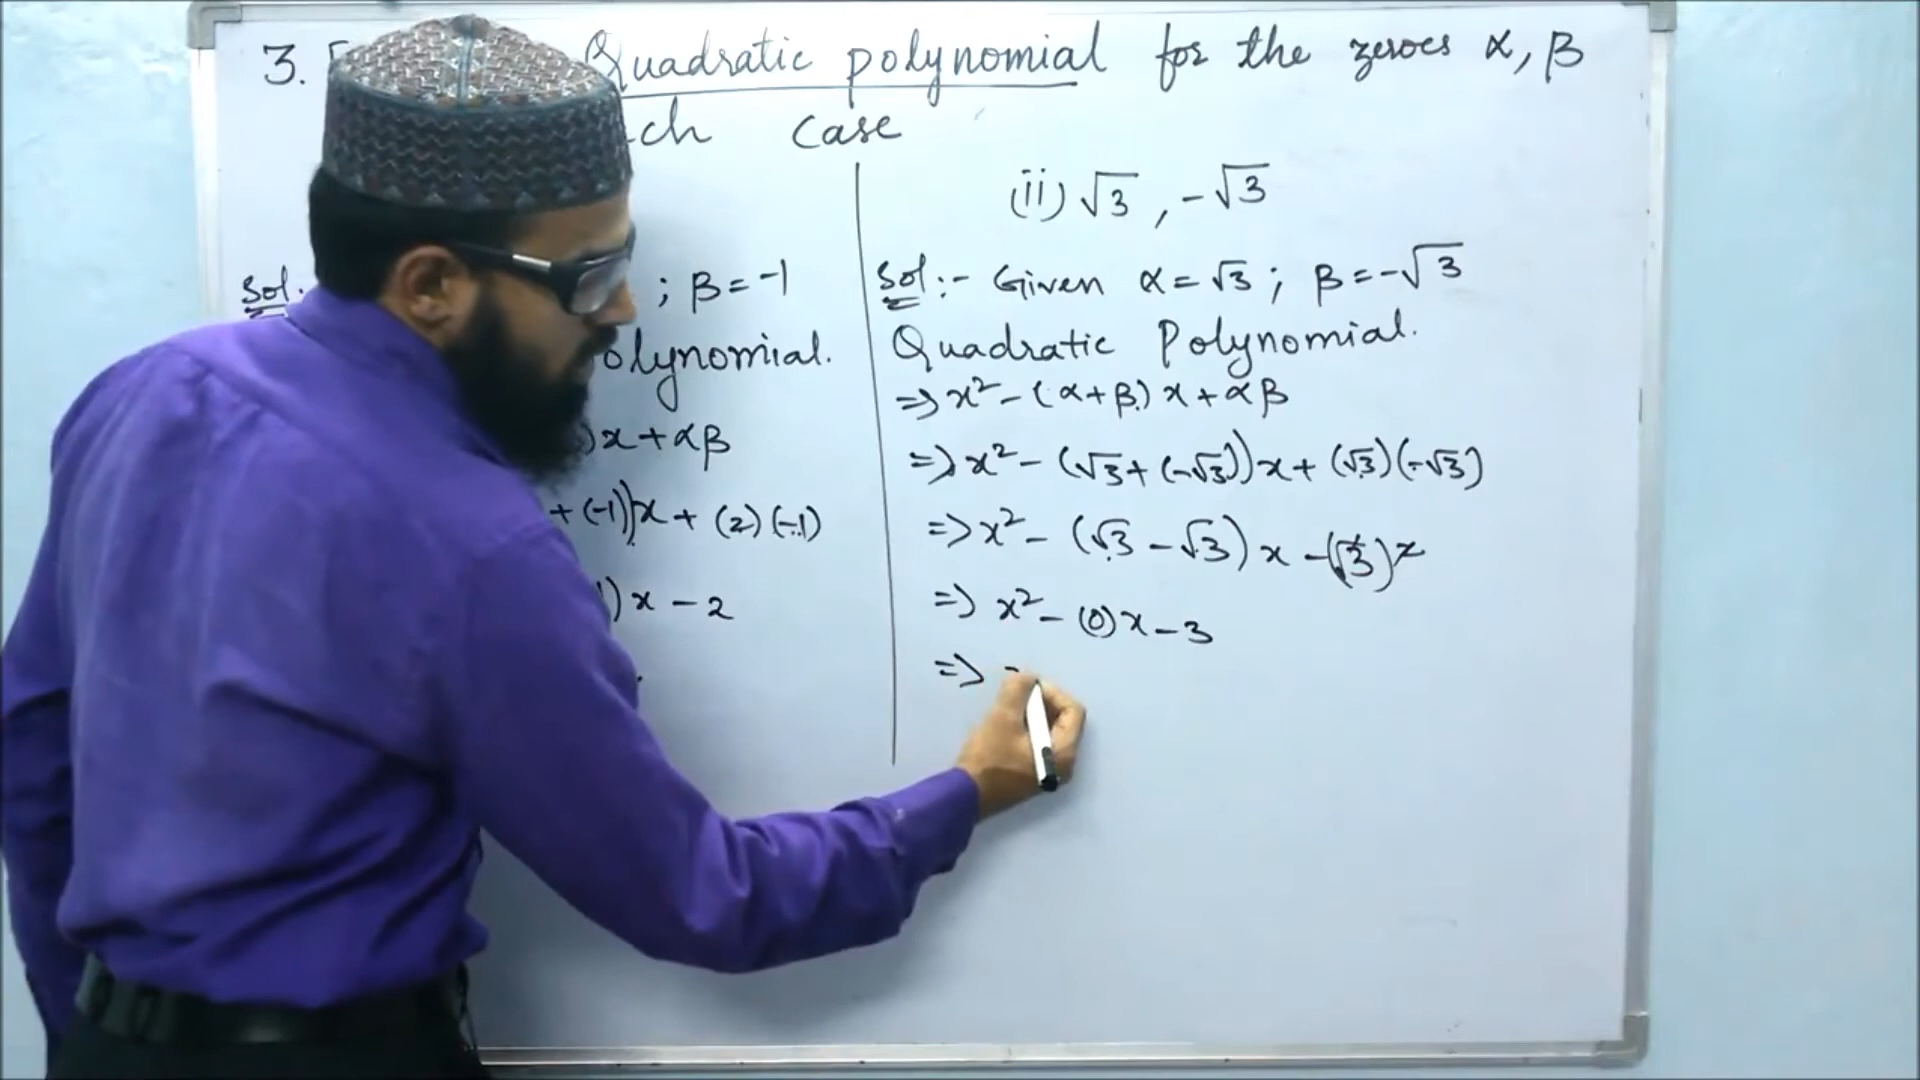 3. Quadratic polynomial for the zeroes α, β
case
Sol:
; β = -1
olynomial.
)x + αβ
+ (-1))x + (2)(-1)
)x - 2
(ii) √3 , -√3
Sol:- Given α = √3 ; β = -√3
Quadratic Polynomial.
=> x² - (α + β) x + αβ
=> x² - (√3 + (-√3))x + (√3)(-√3)
=> x² - (√3 - √3) x - (√3)²
=> x² - (0)x - 3
=>